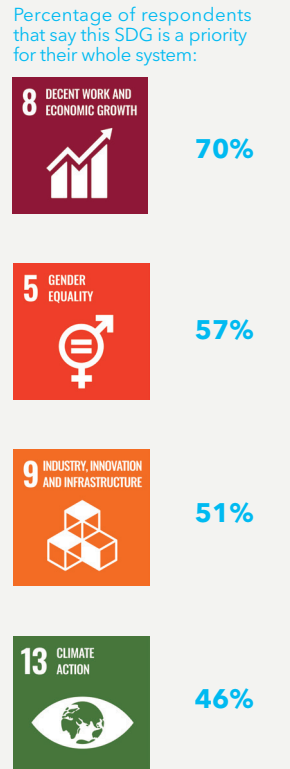 Percentage of respondents
that say this SDG is a priority
for their whole system:
8 DECENT WORK AND
ECONOMIC GROWTH
70%
5 GENDER
EQUALITY
57%
9 INDUSTRY, INNOVATION
AND INFRASTRUCTURE
51%
13 CLIMATE
ACTION
46%